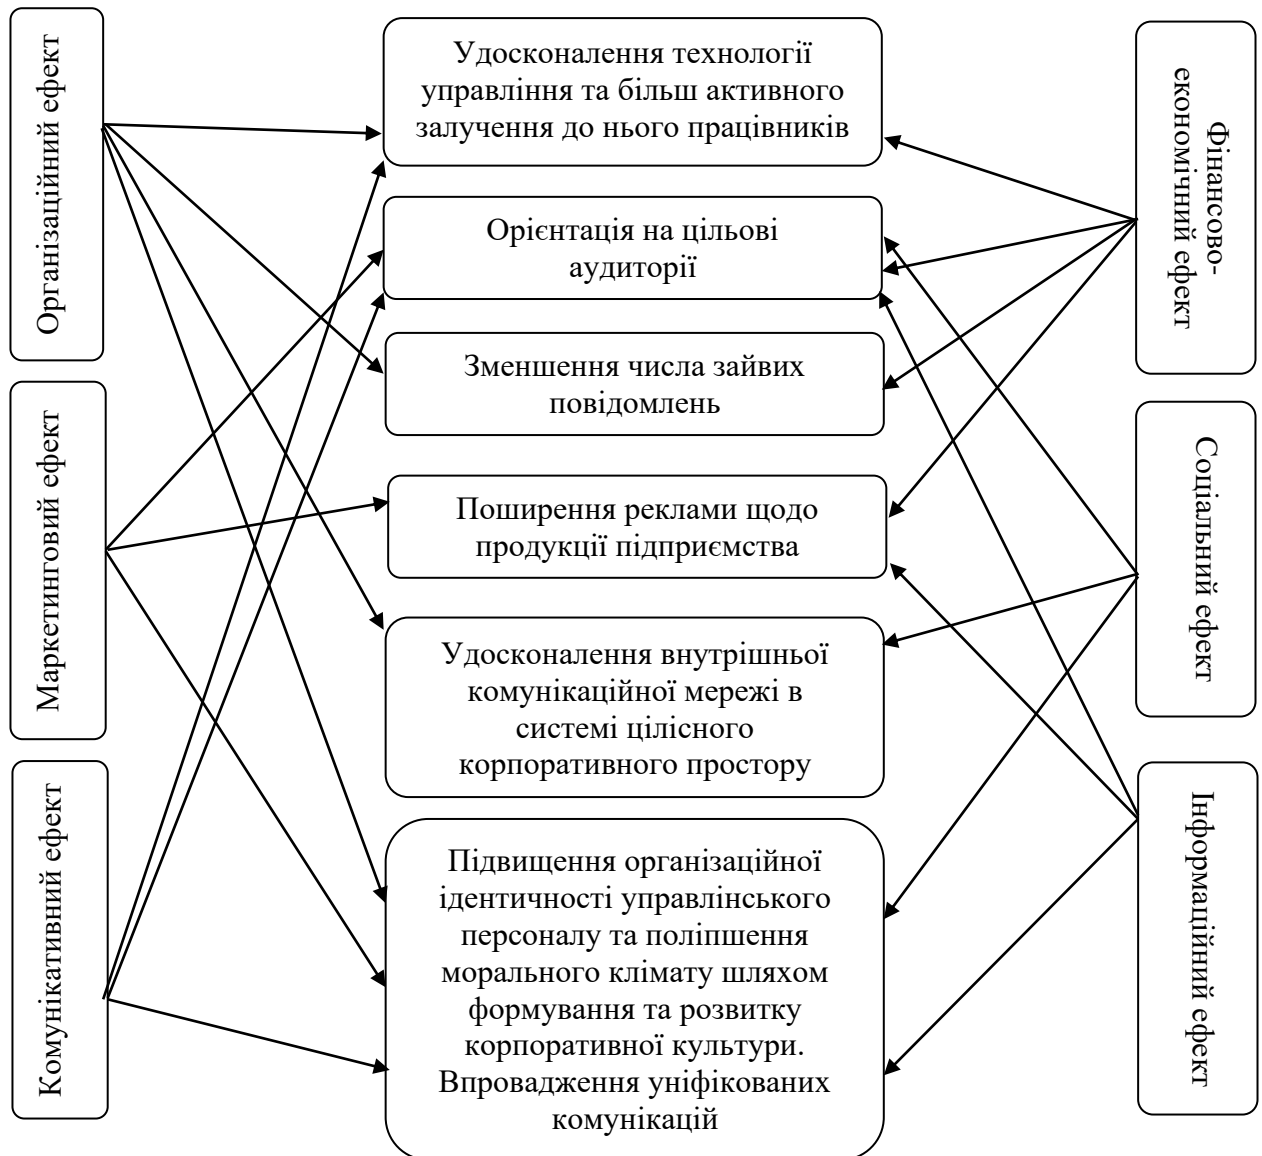 Організаційний ефект
Маркетинговий ефект
Комунікативний ефект
Удосконалення технології
управління та більш активного
залучення до нього працівників
Орієнтація на цільові
аудиторії
Зменшення числа зайвих
повідомлень
Поширення реклами щодо
продукції підприємства
Удосконалення внутрішньої
комунікаційної мережі в
системі цілісного
корпоративного простору
Підвищення організаційної
ідентичності управлінського
персоналу та поліпшення
морального клімату шляхом
формування та розвитку
корпоративної культури.
Впровадження уніфікованих
комунікацій
Фінансово-
економічний ефект
Соціальний ефект
Інформаційний ефект